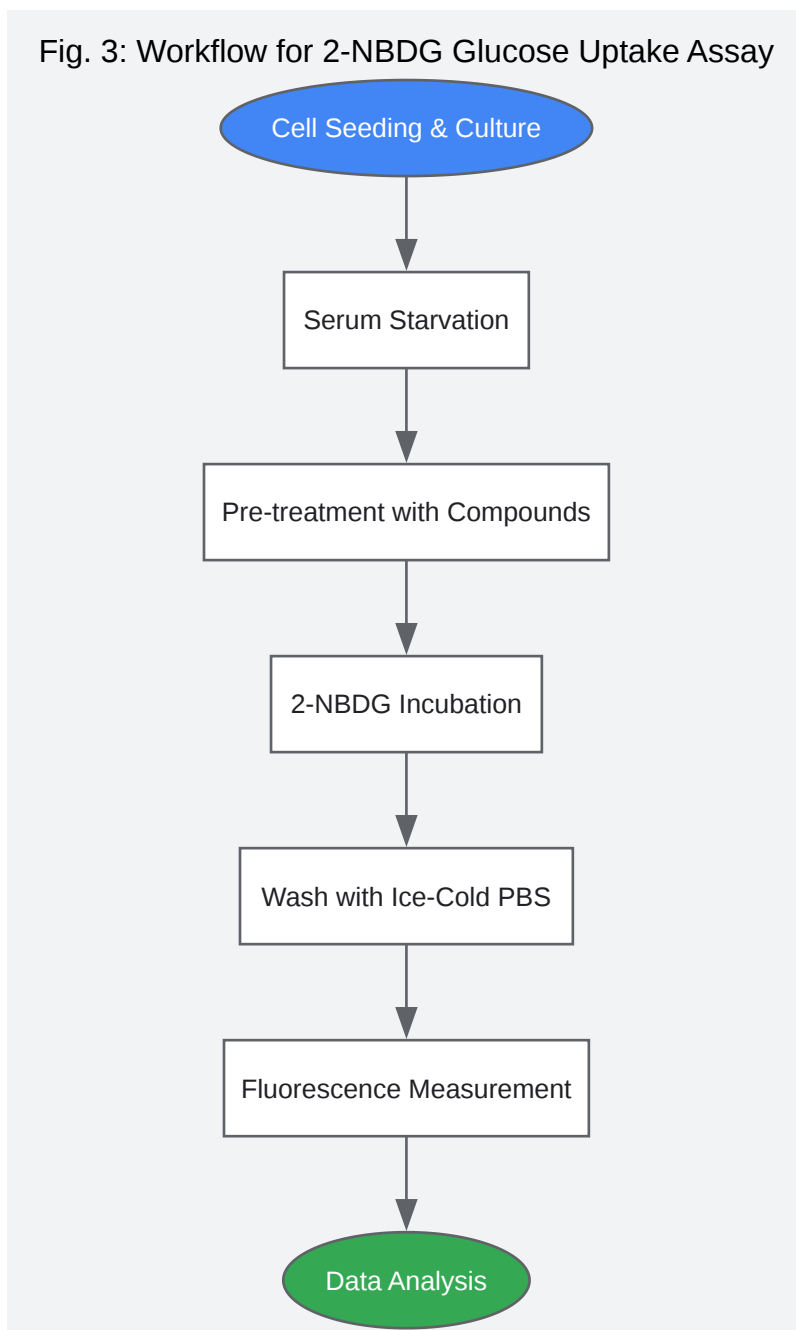 Fig. 3: Workflow for 2-NBDG Glucose Uptake Assay
Cell Seeding & Culture
Serum Starvation
Pre-treatment with Compounds
2-NBDG Incubation
Wash with Ice-Cold PBS
Fluorescence Measurement
Data Analysis